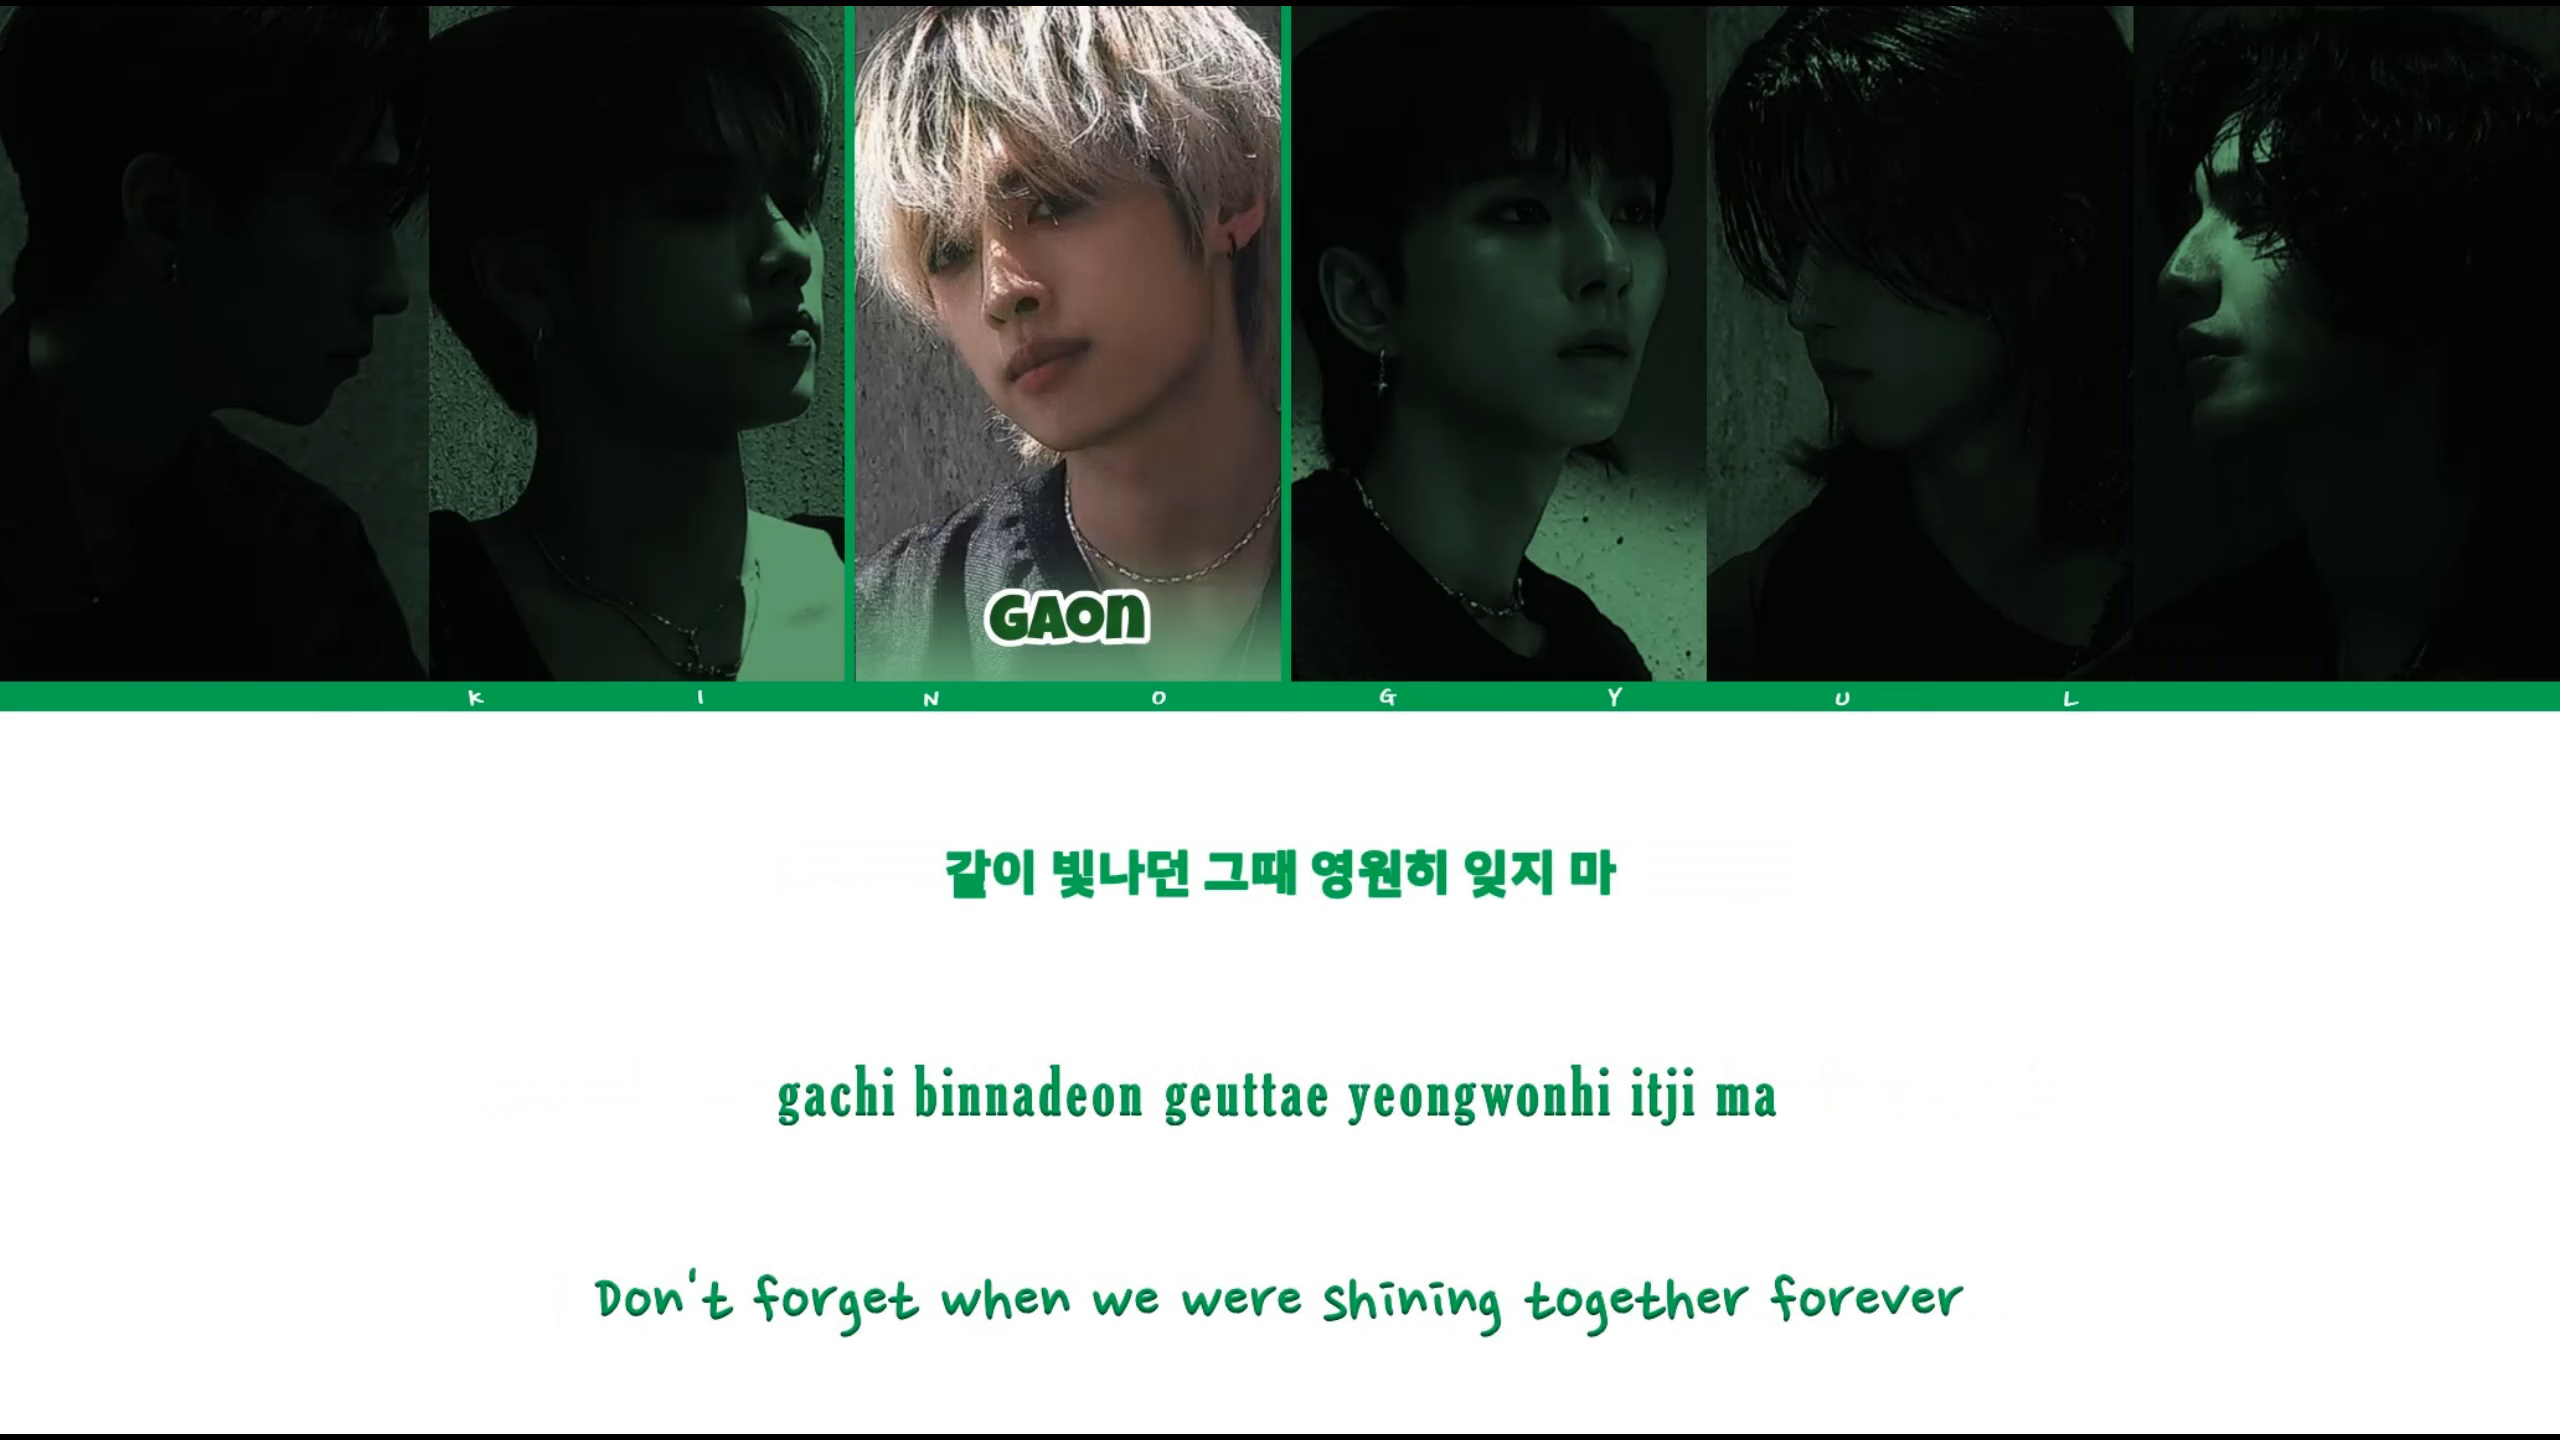 GAON
K I N O G Y U L
같이 빛나던 그때 영원히 잊지 마
gachi binnadeon geuttae yeongwonhi itji ma
Don't forget when we were shining together forever